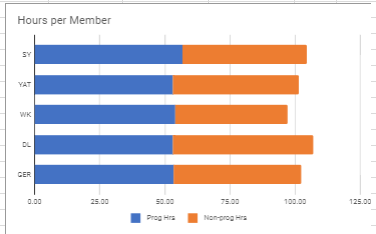 Hours per Member
SY
YAT
WK
DL
GER
0.00 25.00 50.00 75.00 100.00 125.00
Prog Hrs Non-prog Hrs